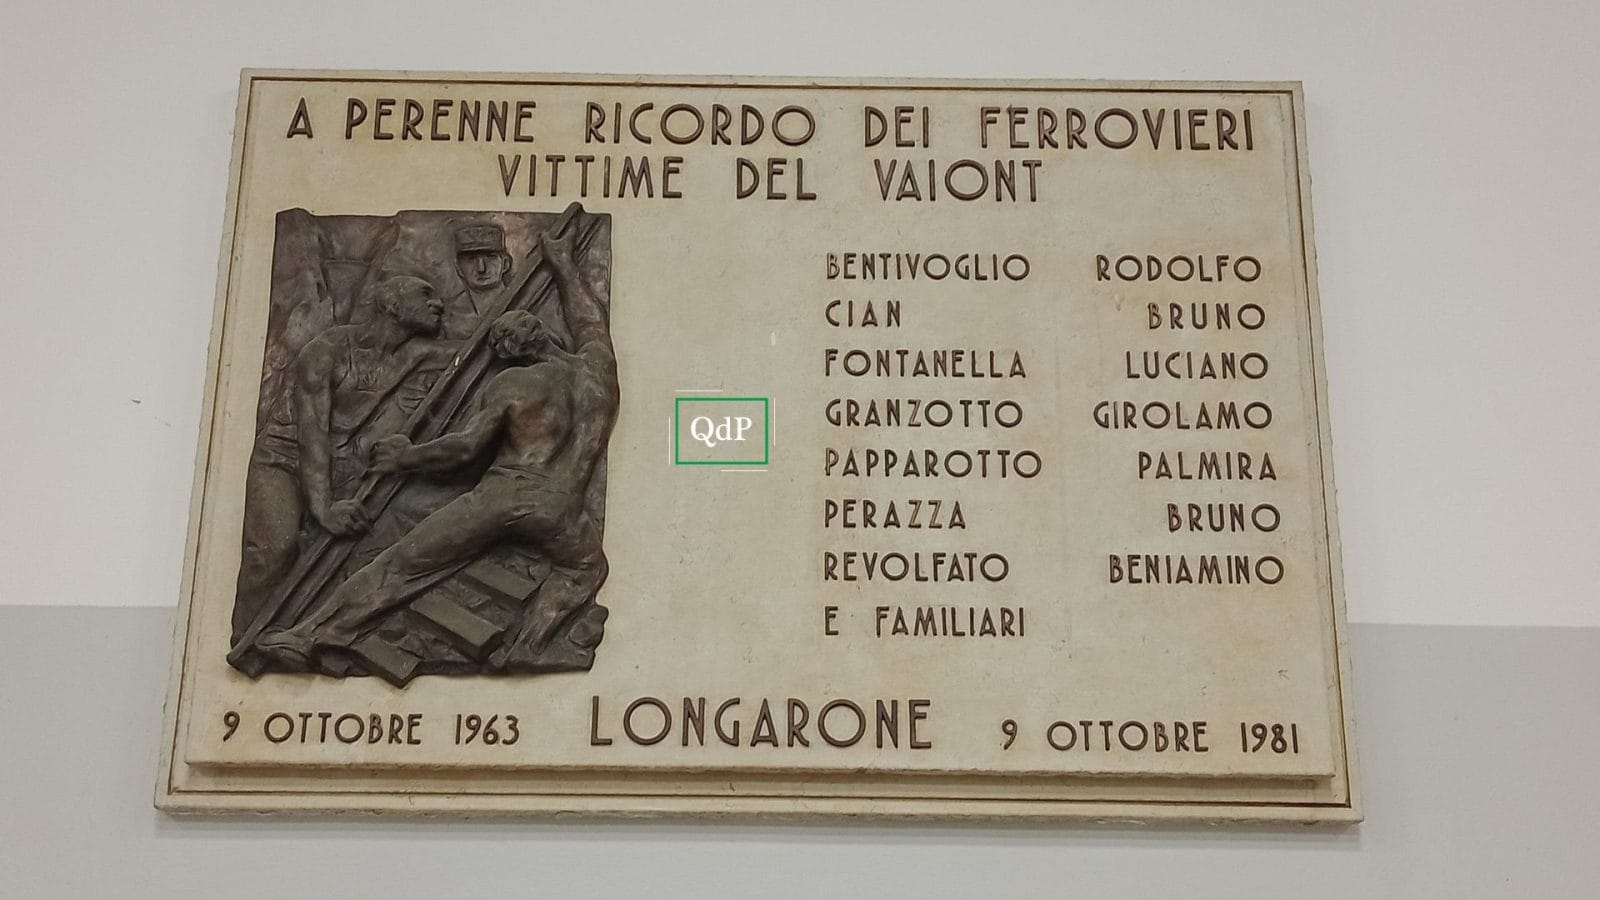 A PERENNE RICORDO DEI FERROVIERI
VITTIME DEL VAIONT
BENTIVOGLIO RODOLFO
CIAN BRUNO
FONTANELLA LUCIANO
GRANZOTTO GIROLAMO
PAPPAROTTO PALMIRA
PERAZZA BRUNO
REVOLFATO BENIAMINO
E FAMILIARI
QdP
9 OTTOBRE 1963 LONGARONE 9 OTTOBRE 1981